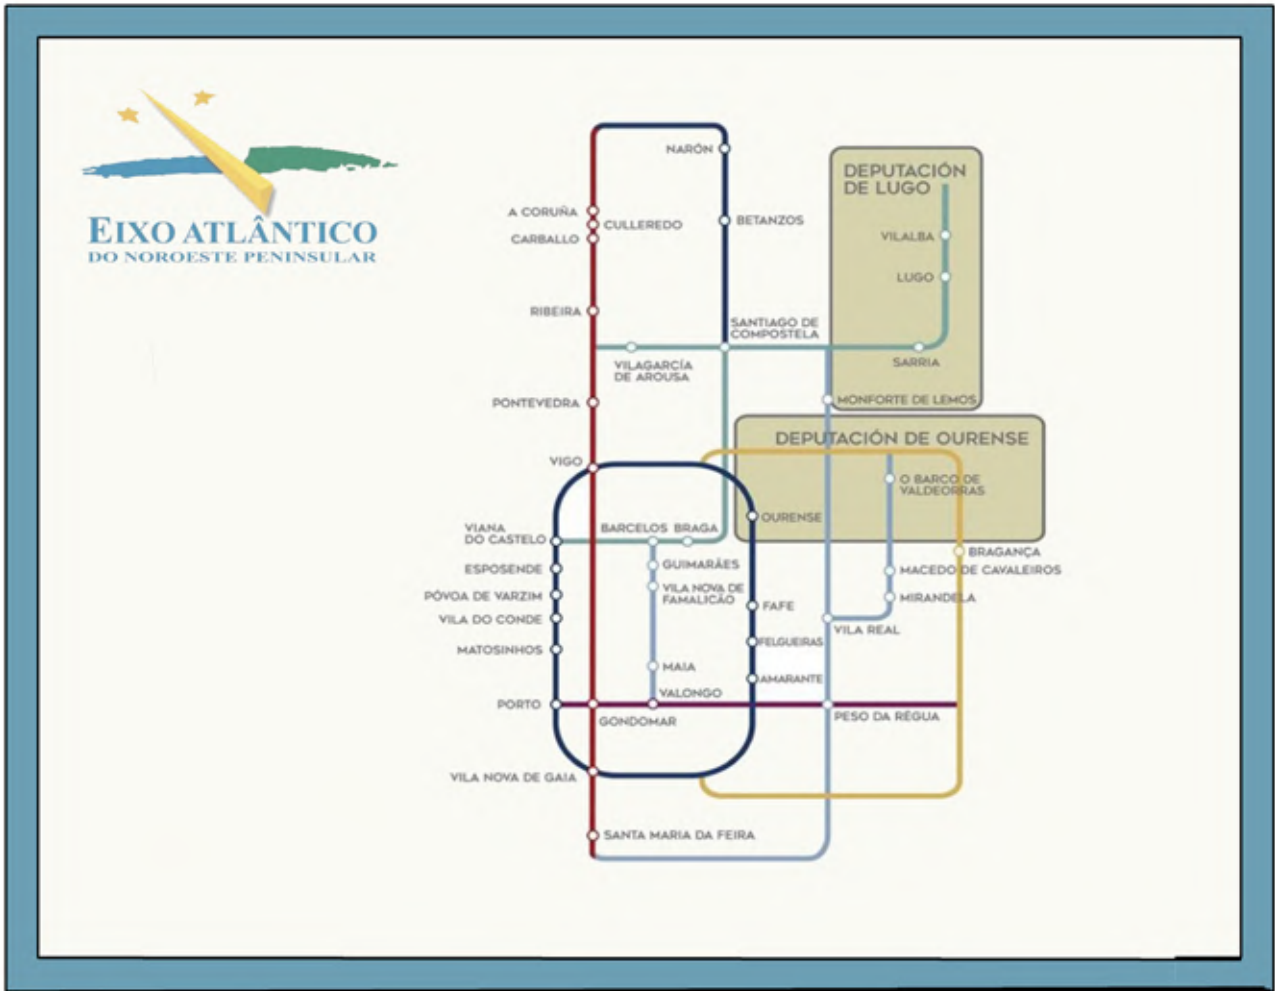 EIXO ATLÂNTICO
DO NOROESTE PENINSULAR
NARÓN
A CORUÑA
CULLEREDO
CARBALLO
BETANZOS
RIBEIRA
SANTIAGO DE
COMPOSTELA
VILAGARCÍA
DE AROUSA
PONTEVEDRA
VIGO
DEPUTACIÓN
DE LUGO
VILALBA
LUGO
SARRIA
MONFORTE DE LEMOS
DEPUTACIÓN DE OURENSE
O BARCO DE
VALDEORRAS
OURENSE
VIANA
DO CASTELO
BARCELOS
BRAGA
ESPOSENDE
GUIMARÃES
PÓVOA DE VARZIM
VILA NOVA DE
FAMALICÃO
VILA DO CONDE
FAFE
MATOSINHOS
FELGUEIRAS
MAIA
AMARANTE
BRAGANÇA
MACEDO DE CAVALEIROS
MIRANDELA
VILA REAL
PORTO
VALONGO
GONDOMAR
PESO DA RÉGUA
VILA NOVA DE GAIA
SANTA MARIA DA FEIRA